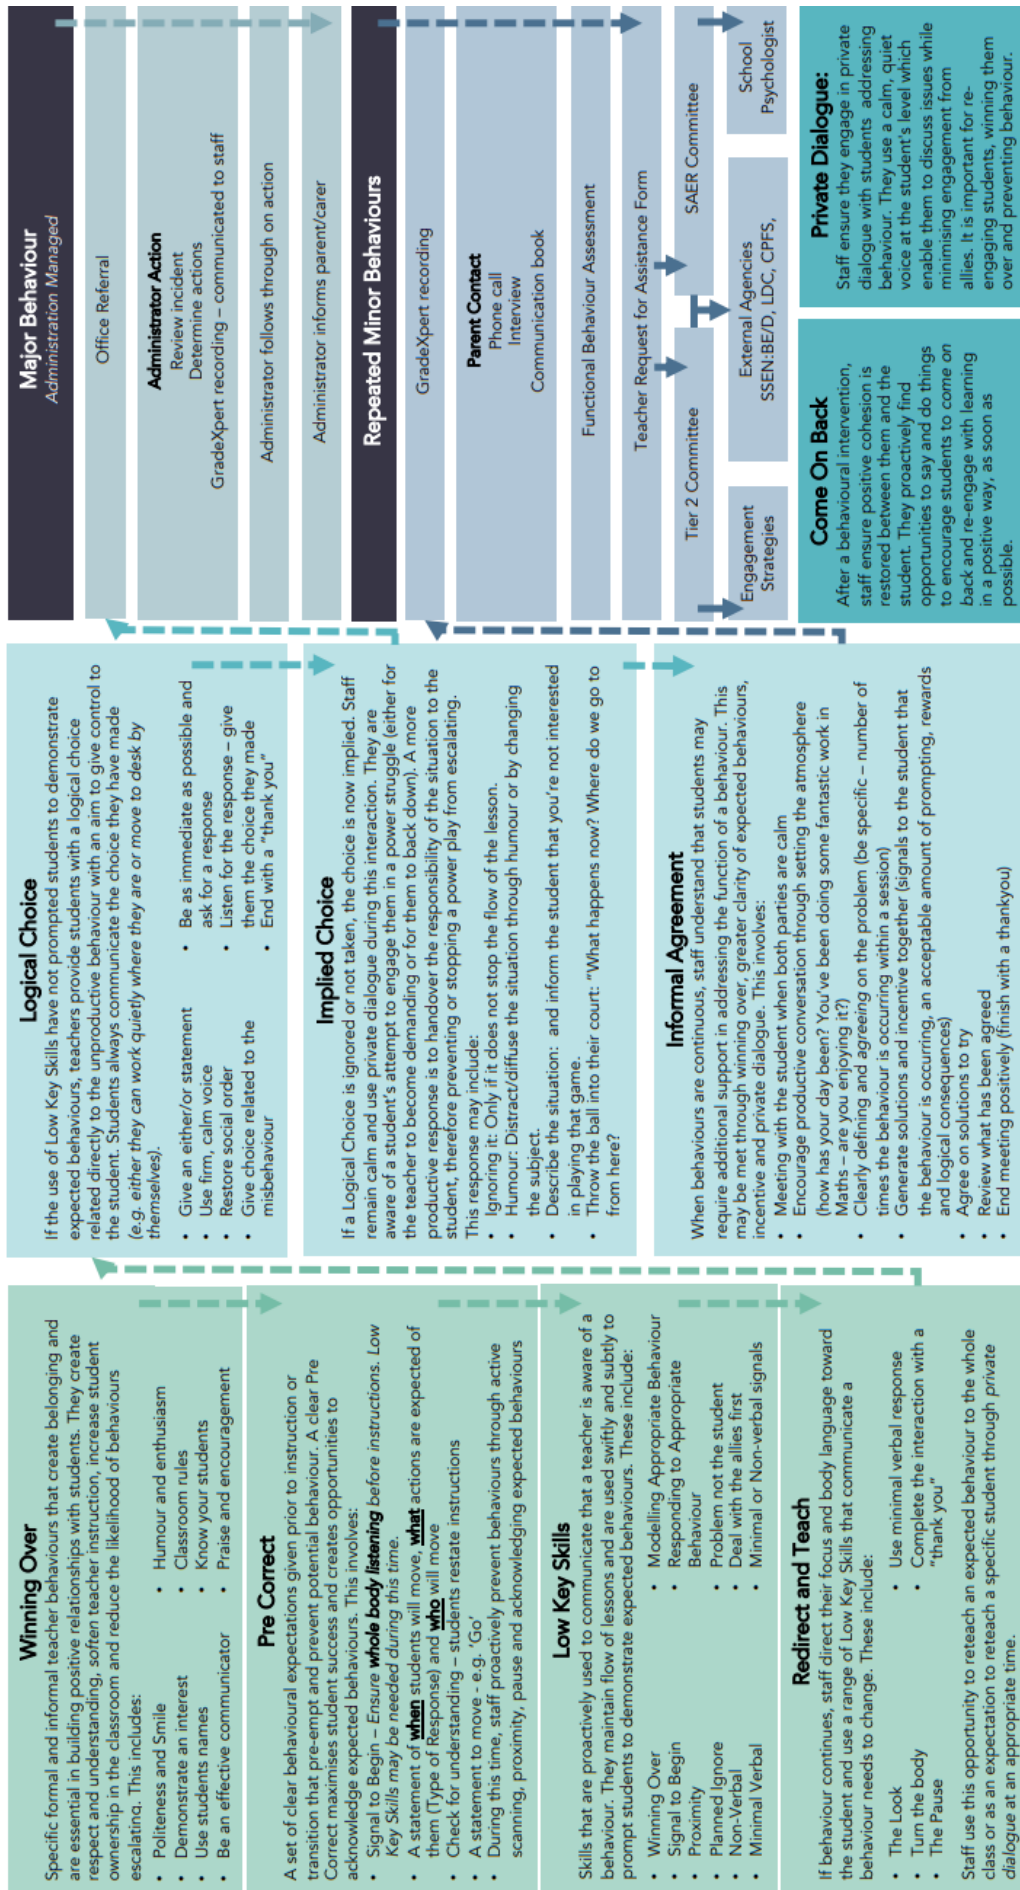 Winning Over
Specific formal and informal teacher behaviours that create belonging and
are essential in building positive relationships with students. They create
respect and understanding, soften teacher instruction, increase student
ownership in the classroom and reduce the likelihood of behaviours
escalating. This includes:
• Politeness and Smile
• Demonstrate an interest
• Use students names
• Be an effective communicator
• Humour and enthusiasm
• Classroom rules
• Know your students
• Praise and encouragement
Pre Correct
A set of clear behavioural expectations given prior to instruction or
transition that pre-empt and prevent potential behaviour. A clear Pre
Correct maximises student success and creates opportunities to
acknowledge expected behaviours. This involves:
• Signal to Begin – Ensure whole body listening before instructions. Low
Key Skills may be needed during this time.
• A statement of when students will move, what actions are expected of
them (Type of Response) and who will move
• Check for understanding – students restate instructions
• A statement to move - e.g. 'Go'
• During this time, staff proactively prevent behaviours through active
scanning, proximity, pause and acknowledging expected behaviours
Low Key Skills
Skills that are proactively used to communicate that a teacher is aware of a
behaviour. They maintain flow of lessons and are used swiftly and subtly to
prompt students to demonstrate expected behaviours. These include:
• Winning Over
• Signal to Begin
• Proximity
• Planned Ignore
• Non-Verbal
• Minimal Verbal
• Modelling Appropriate Behaviour
• Responding to Appropriate
Behaviour
• Problem not the student
• Deal with the allies first
• Minimal or Non-verbal signals
Redirect and Teach
If behaviour continues, staff direct their focus and body language toward
the student and use a range of Low Key Skills that communicate a
behaviour needs to change. These include:
• The Look
• Turn the body
• The Pause
• Use minimal verbal response
• Complete the interaction with a
"thank you"
Staff use this opportunity to reteach an expected behaviour to the whole
class or as an expectation to reteach a specific student through private
dialogue at an appropriate time.
Logical Choice
If the use of Low Key Skills have not prompted students to demonstrate
expected behaviours, teachers provide students with a logical choice
related directly to the unproductive behaviour with an aim to give control to
the student. Students always communicate the choice they have made
(e.g. either they can work quietly where they are or move to desk by
themselves).
• Give an either/or statement
• Use firm, calm voice
• Restore social order
• Give choice related to the
misbehaviour
• Be as immediate as possible and
ask for a response
• Listen for the response – give
them the choice they made
• End with a "thank you"
Implied Choice
If a Logical Choice is ignored or not taken, the choice is now implied. Staff
remain calm and use private dialogue during this interaction. They are
aware of a student's attempt to engage them in a power struggle (either for
the teacher to become demanding or for them to back down). A more
productive response is to handover the responsibility of the situation to the
student, therefore preventing or stopping a power play from escalating.
This response may include:
• Ignoring it: Only if it does not stop the flow of the lesson.
• Humour: Distract/diffuse the situation through humour or by changing
the subject.
• Describe the situation: and inform the student that you're not interested
in playing that game.
• Throw the ball into their court: "What happens now? Where do we go to
from here?
Informal Agreement
When behaviours are continuous, staff understand that students may
require additional support in addressing the function of a behaviour. This
may be met through winning over, greater clarity of expected behaviours,
incentive and private dialogue. This involves:
• Meeting with the student when both parties are calm
• Encourage productive conversation through setting the atmosphere
(how has your day been? You've been doing some fantastic work in
Maths – are you enjoying it?)
• Clearly defining and agreeing on the problem (be specific – number of
times the behaviour is occurring within a session)
• Generate solutions and incentive together (signals to the student that
the behaviour is occurring, an acceptable amount of prompting, rewards
and logical consequences)
• Agree on solutions to try
• Review what has been agreed
• End meeting positively (finish with a thankyou)
Major Behaviour
Administration Managed
Office Referral
Administrator Action
Review incident
Determine actions
GradeXpert recording – communicated to staff
Administrator follows through on action
Administrator informs parent/carer
Repeated Minor Behaviours
GradeXpert recording
Parent Contact
Phone call
Interview
Communication book
Functional Behaviour Assessment
Teacher Request for Assistance Form
Tier 2 Committee
SAER Committee
Engagement
Strategies
External Agencies
SSEN:BE/D, LDC, CPFS,
School
Psychologist
Come On Back
After a behavioural intervention,
staff ensure positive cohesion is
restored between them and the
student. They proactively find
opportunities to say and do things
to encourage students to come on
back and re-engage with learning
in a positive way, as soon as
possible.
Private Dialogue:
Staff ensure they engage in private
dialogue with students addressing
behaviour. They use a calm, quiet
voice at the student's level which
enable them to discuss issues while
minimising engagement from
allies. It is important for re-
engaging students, winning them
over and preventing behaviour.